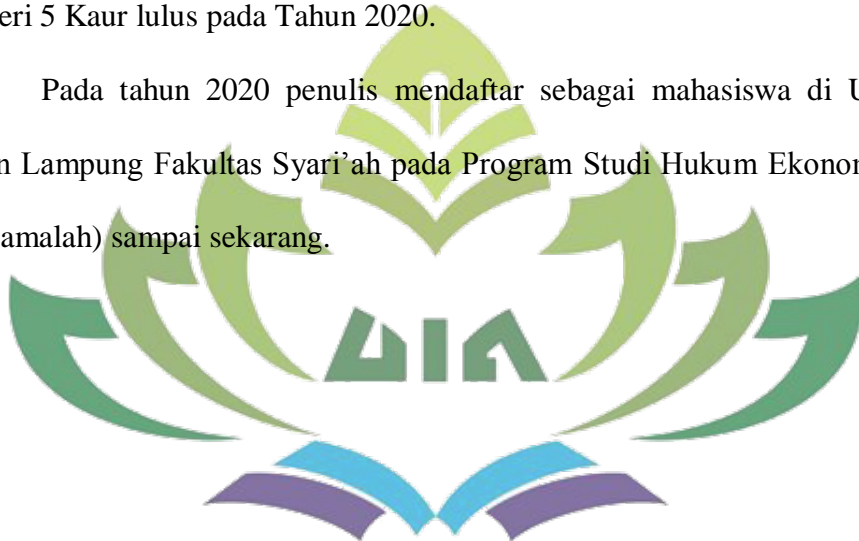 eri 5 Kaur lulus pada Tahun 2020.
Pada tahun 2020 penulis mendaftar sebagai mahasiswa di U
n Lampung Fakultas Syari’ah pada Program Studi Hukum Ekonor
amalah) sampai sekarang.
UIN